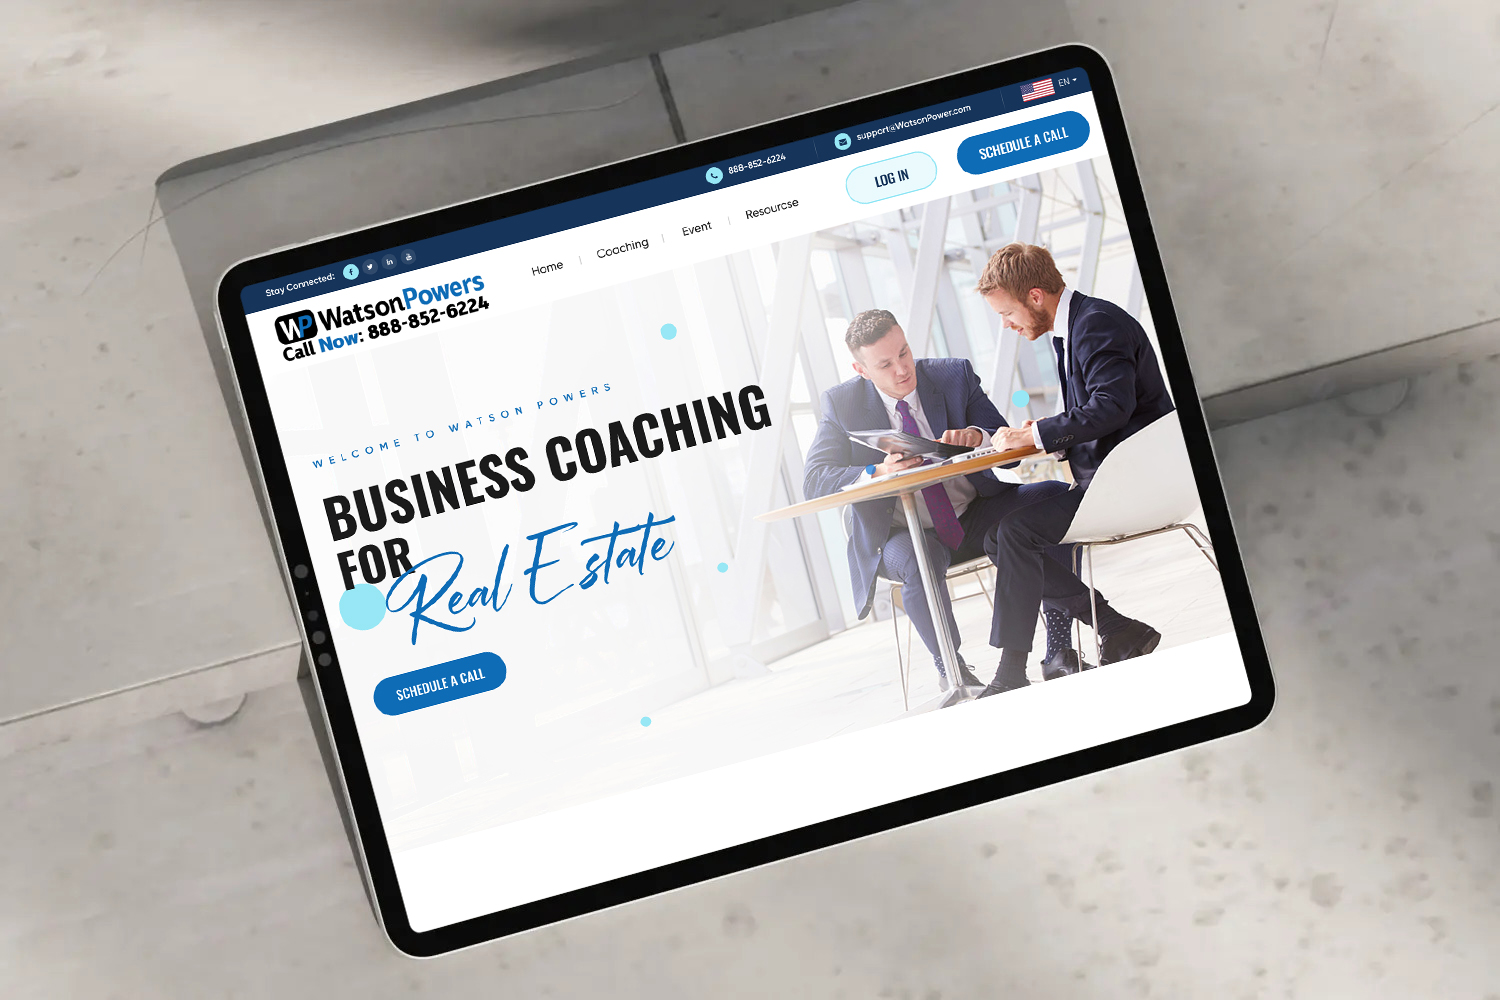 Stay Connected:
888-852-6224
support@WatsonPower.com
EN
WP WatsonPowers
Call Now: 888-852-6224
Home
Coaching
Event
Resourcse
LOG IN
SCHEDULE A CALL
WELCOME TO WATSON POWERS
BUSINESS COACHING
FOR
Real Estate
SCHEDULE A CALL